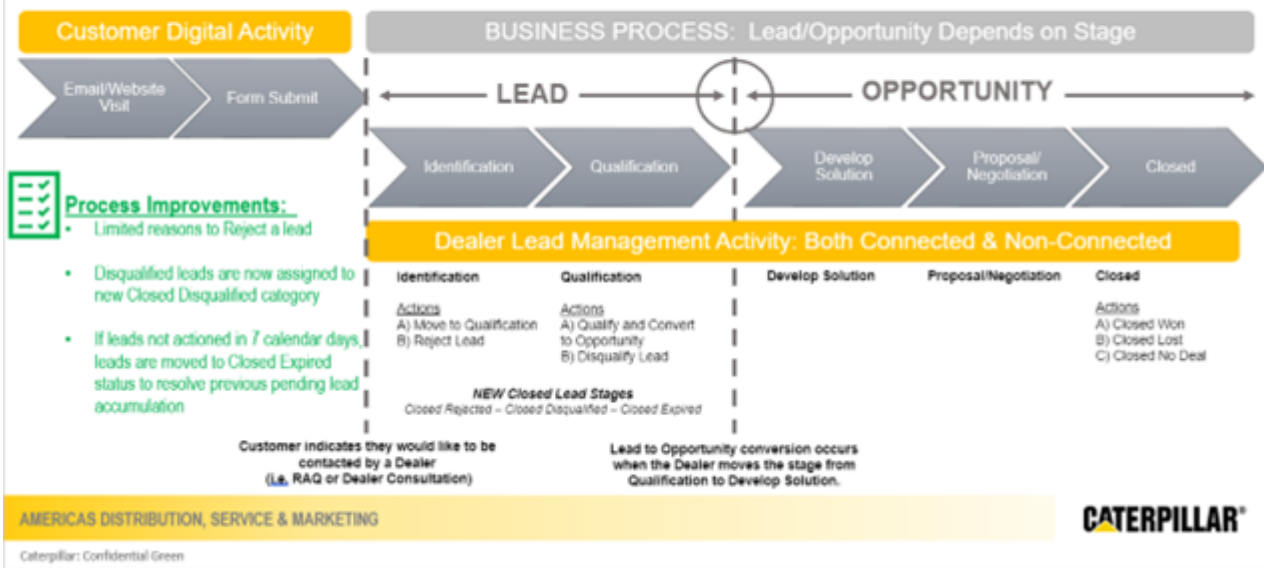 Customer Digital Activity
BUSINESS PROCESS: Lead/Opportunity Depends on Stage
Email/Website
Visit
Form Submit
LEAD
OPPORTUNITY
Identification
Qualification
Develop
Solution
Proposal/
Negotiation
Closed
Process Improvements:
• Limited reasons to Reject a lead
• Disqualified leads are now assigned to
new Closed Disqualified category
• If leads not actioned in 7 calendar days,
leads are moved to Closed Expired
status to resolve previous pending lead
accumulation
Dealer Lead Management Activity: Both Connected & Non-Connected
Identification
Actions
A) Move to Qualification
B) Reject Lead
Qualification
Actions
A) Qualify and Convert
to Opportunity
B) Disqualify Lead
NEW Closed Lead Stages
Closed Rejected – Closed Disqualified – Closed Expired
Develop Solution
Proposal/Negotiation
Closed
Actions
A) Closed Won
B) Closed Lost
C) Closed No Deal
Customer indicates they would like to be
contacted by a Dealer
(i.e. RAQ or Dealer Consultation)
Lead to Opportunity conversion occurs
when the Dealer moves the stage from
Qualification to Develop Solution.
AMERICAS DISTRIBUTION, SERVICE & MARKETING
CATERPILLAR®
Caterpillar: Confidential Green